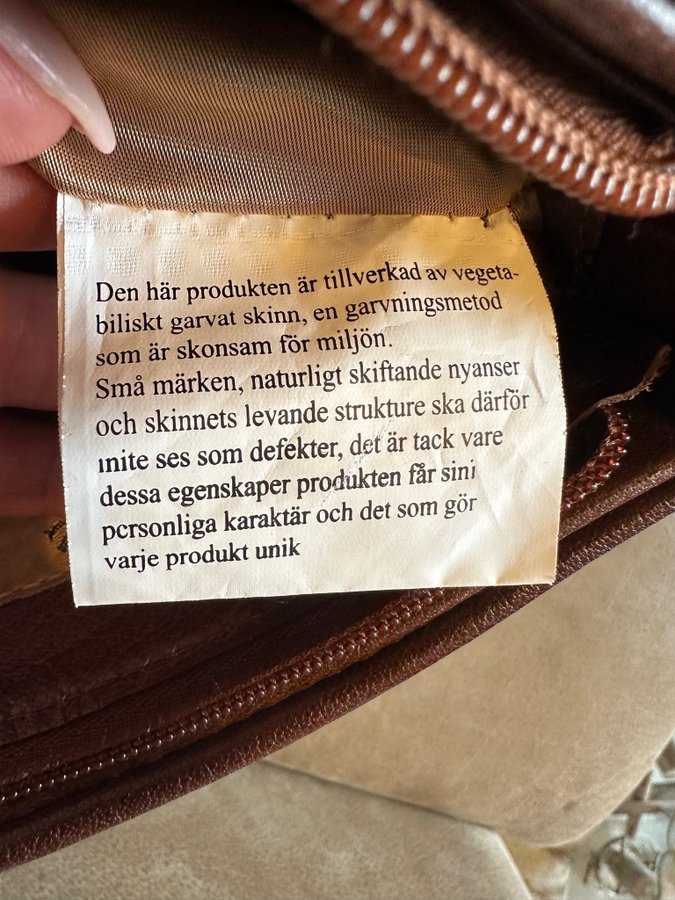 Den här produkten är tillverkad av vegeta-
biliskt garvat skinn, en garvningsmetod
som är skonsam för miljön.
Små märken, naturligt skiftande nyanser
och skinnets levande strukture ska därför
inite ses som defekter, det är tack vare
dessa egenskaper produkten får sini
personliga karaktär och det som gör
varje produkt unik